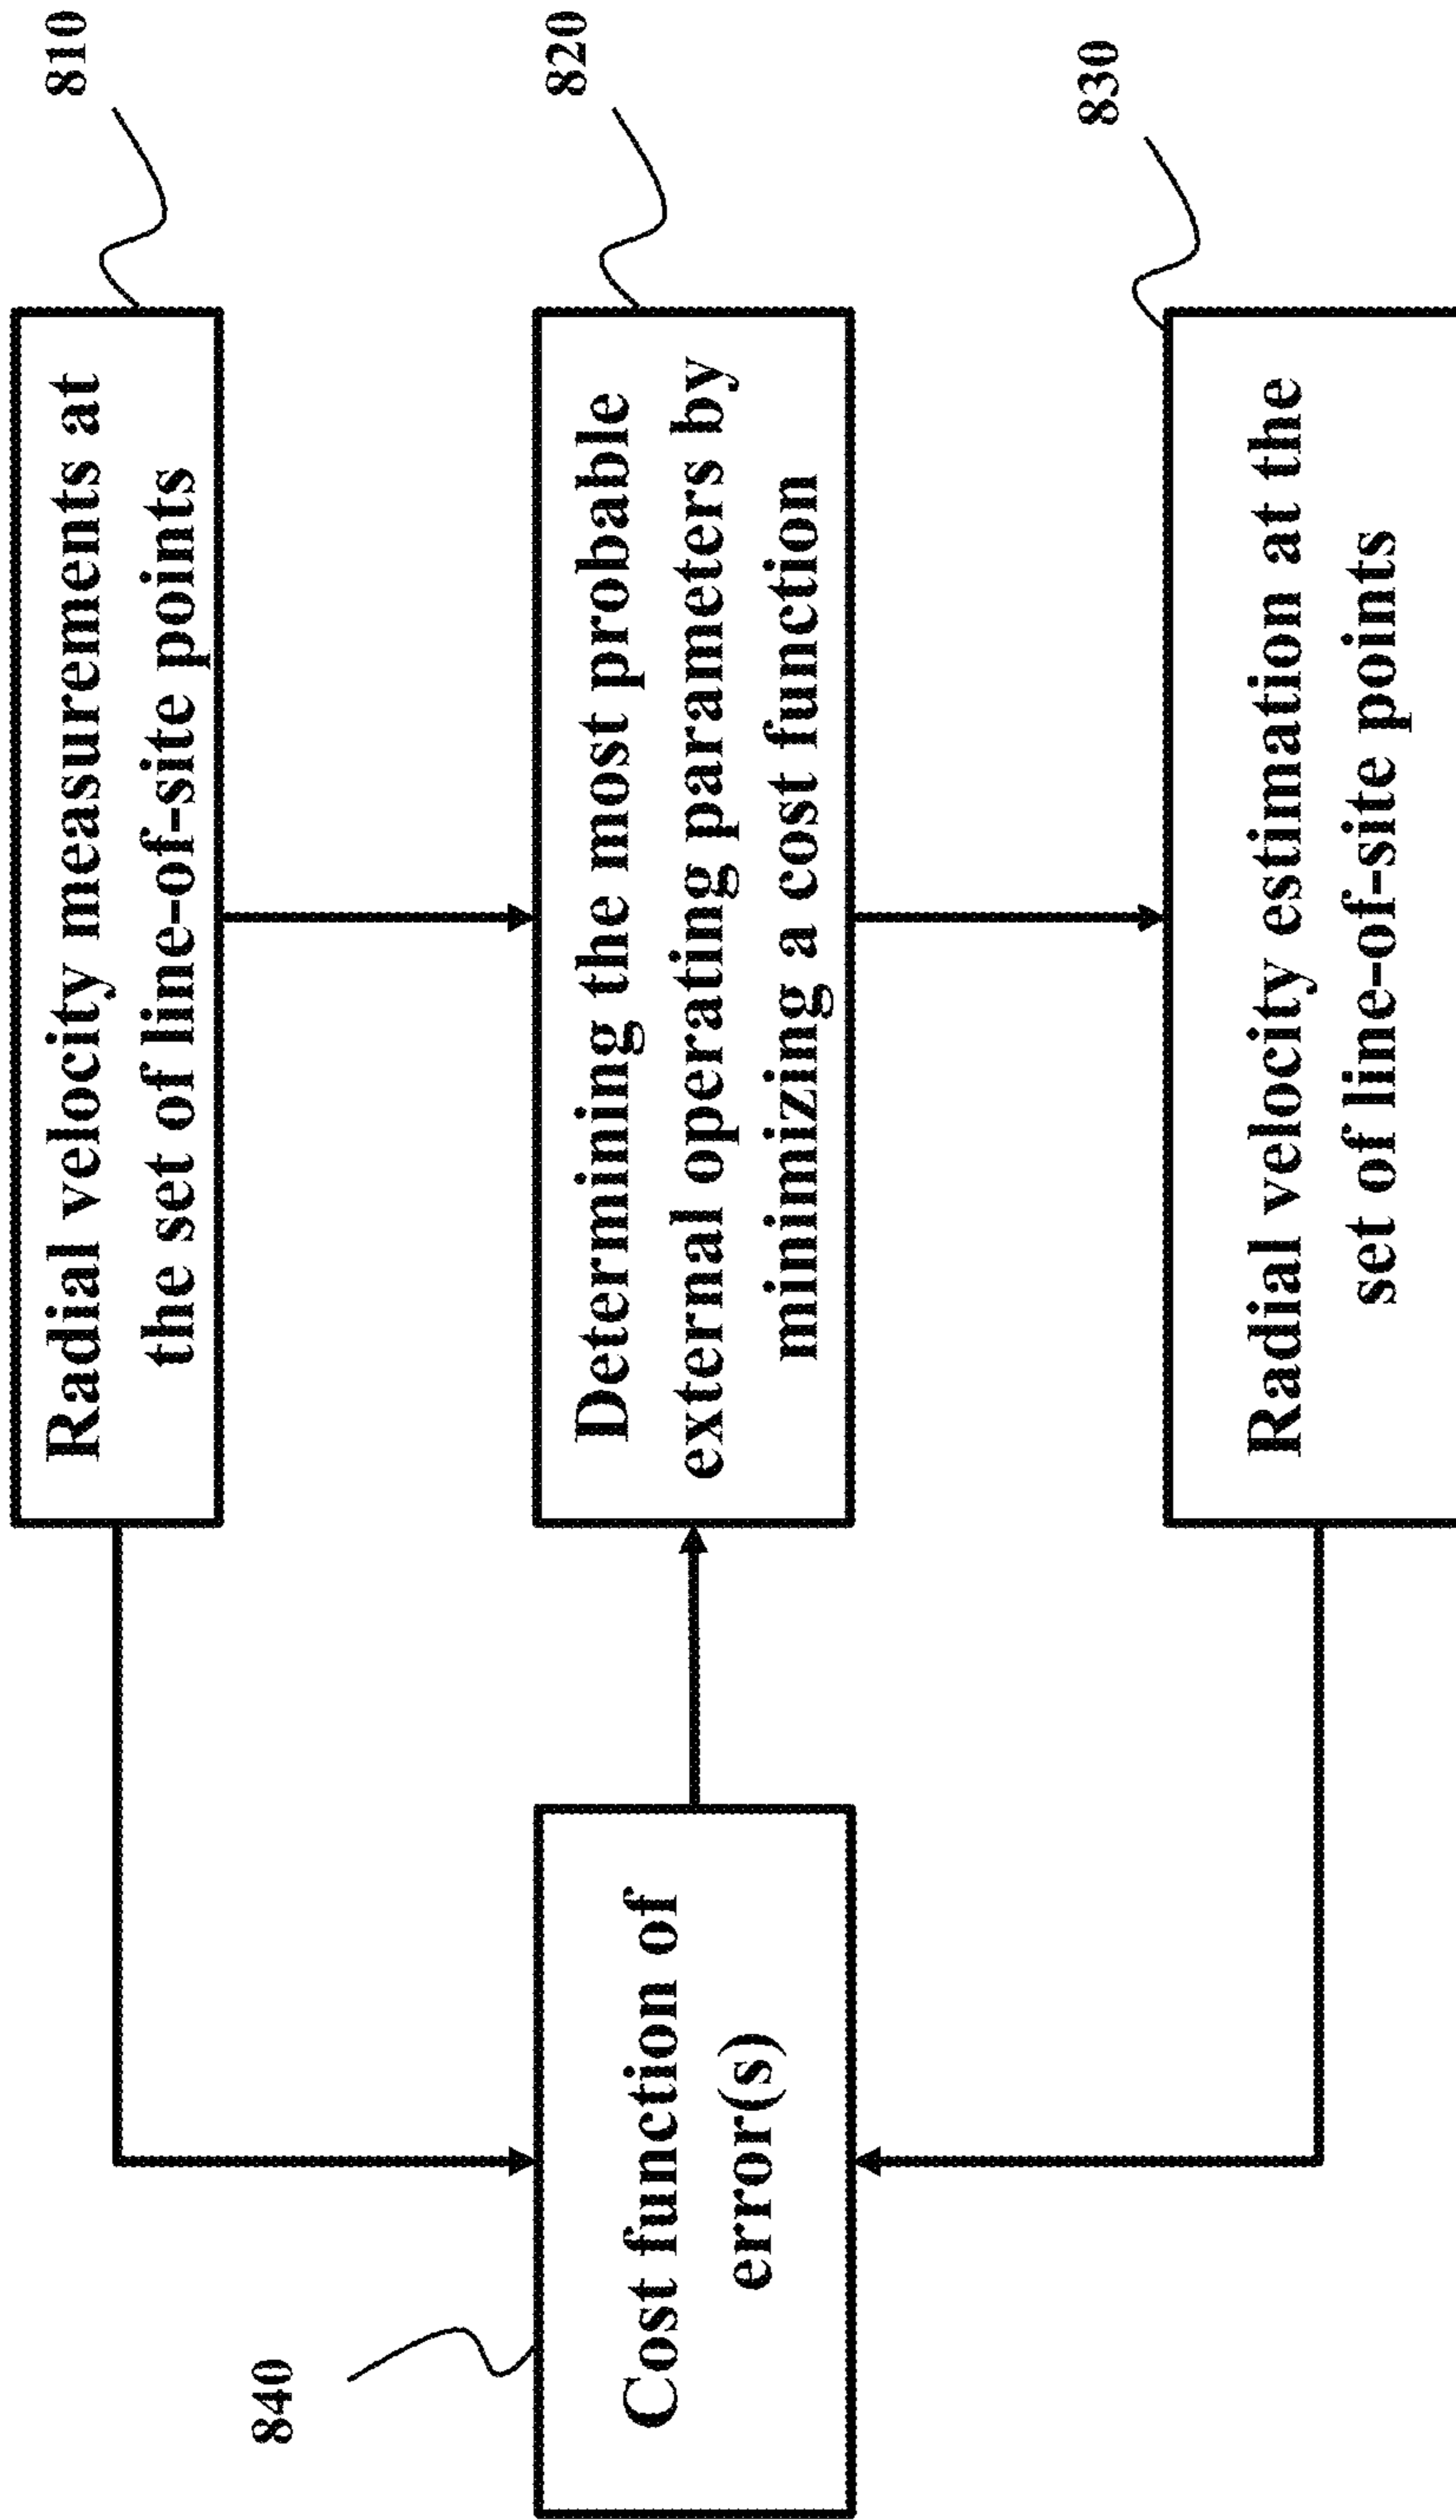 810
Radial velocity measurements at
the set of line-of-site points
820
Determining the most probable
external operating parameters by
minimizing a cost function
830
Radial velocity estimation at the
set of line-of-site points
840
Cost function of
error(s)